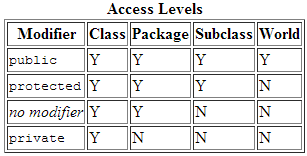 Access Levels
Modifier Class Package Subclass World
public Y Y Y Y
protected Y Y Y N
no modifier Y Y N N
private Y N N N